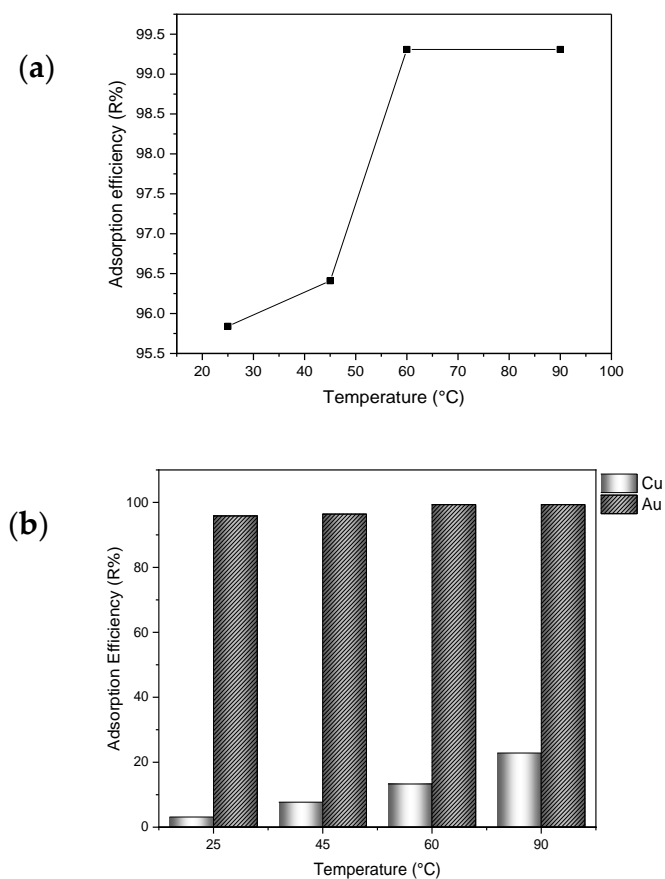 (a)
Adsorption efficiency (R%)
99.5
99.0
98.5
98.0
97.5
97.0
96.5
96.0
95.5
20 30 40 50 60 70 80 90 100
Temperature (°C)
(b)
Adsorption Efficiency (R%)
100
80
60
40
20
0
25 45 60 90
Temperature (°C)
Cu
Au